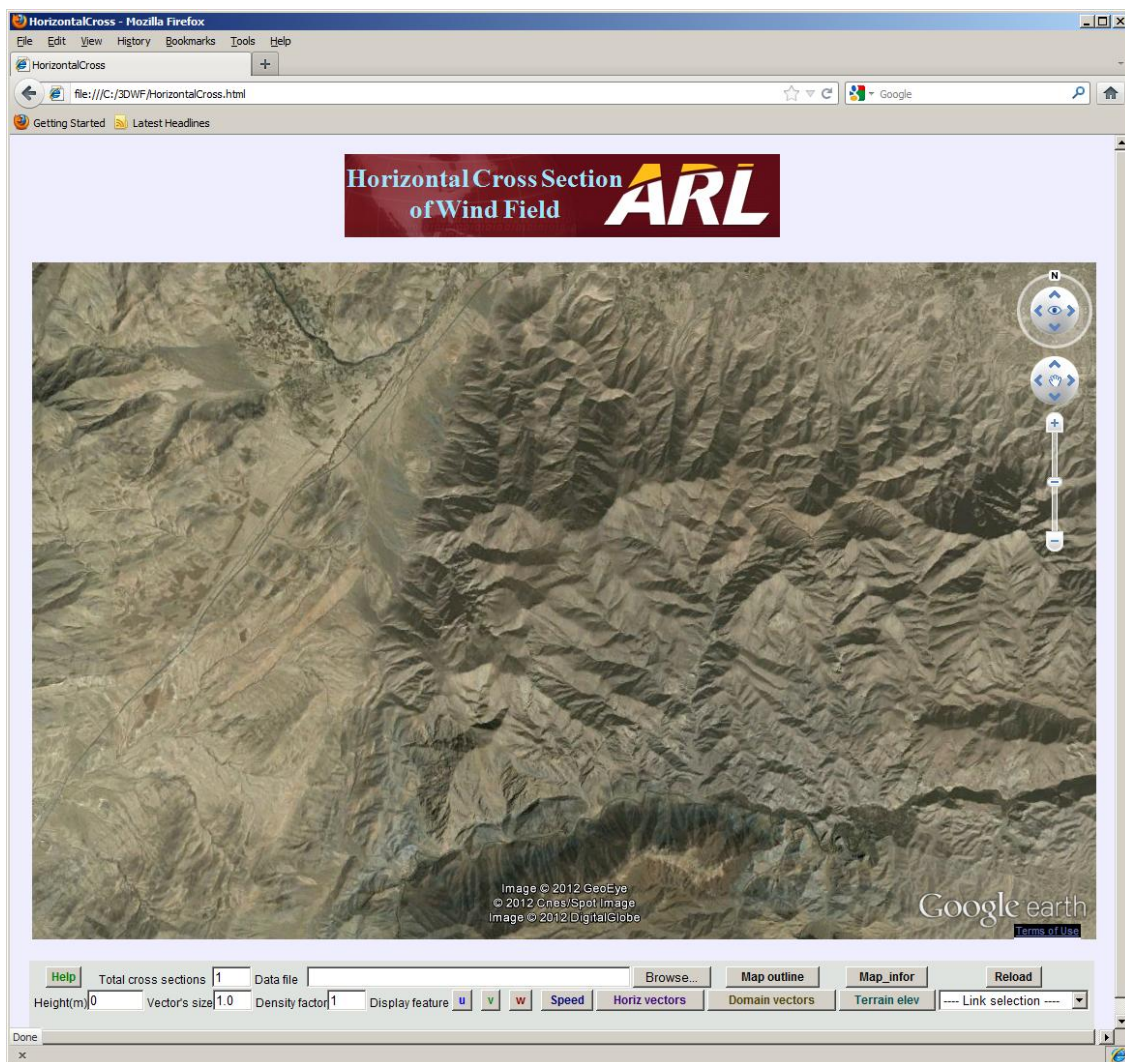 HorizontalCross - Mozilla Firefox
File Edit View History Bookmarks Tools Help
HorizontalCross +
file:///C:/3DWF/HorizontalCross.html Google
Getting Started Latest Headlines
Horizontal Cross Section
of Wind Field
ARL
N
Image © 2012 GeoEye
© 2012 Cnes/Spot Image
Image © 2012 DigitalGlobe
Google earth
Terms of Use
Help Total cross sections 1 Data file Browse... Map outline Map_infor Reload
Height(m) 0 Vector's size 1.0 Density factor 1 Display feature u v w Speed Horiz vectors Domain vectors Terrain elev ---- Link selection ----
Done
×